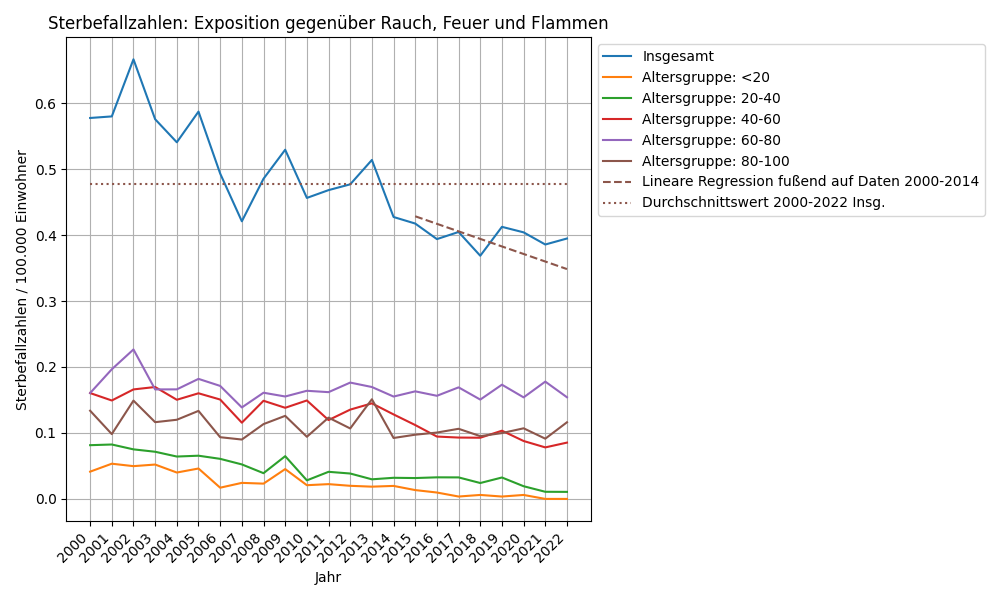 Sterbefallzahlen: Exposition gegenüber Rauch, Feuer und Flammen
Sterbefallzahlen / 100.000 Einwohner
0.6
0.5
0.4
0.3
0.2
0.1
0.0
2000
2001
2002
2003
2004
2005
2006
2007
2008
2009
2010
2011
2012
2013
2014
2015
2016
2017
2018
2019
2020
2021
2022
Jahr
Insgesamt
Altersgruppe: <20
Altersgruppe: 20-40
Altersgruppe: 40-60
Altersgruppe: 60-80
Altersgruppe: 80-100
Lineare Regression fußend auf Daten 2000-2014
Durchschnittswert 2000-2022 Insg.